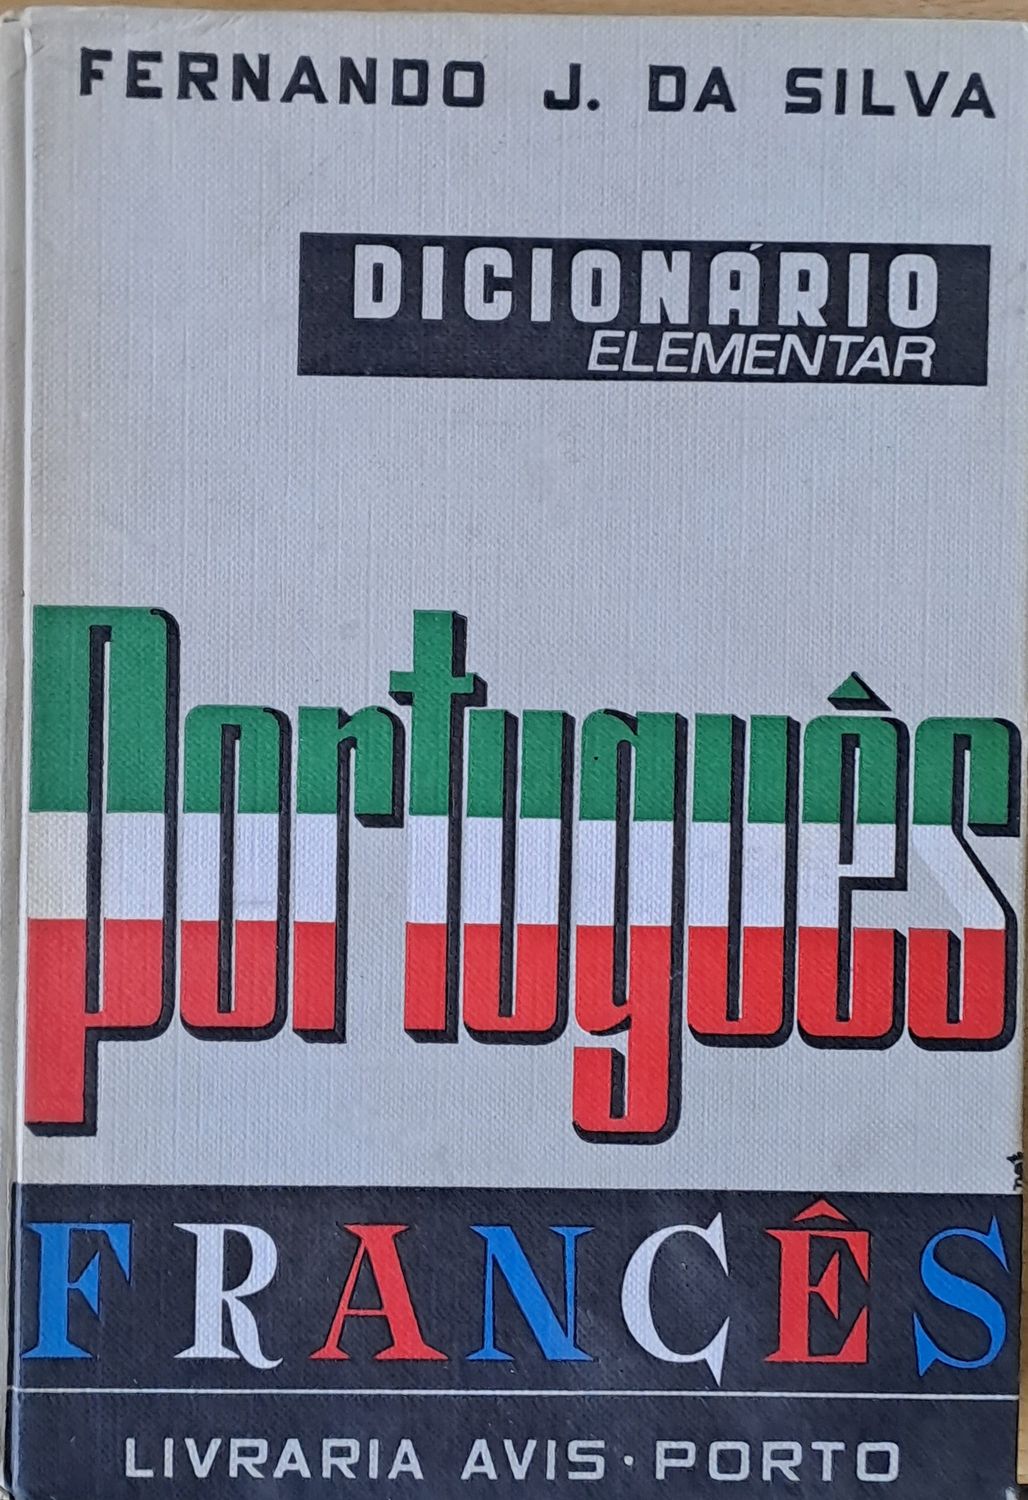 FERNANDO J. DA SILVA
DICIONÁRIO
ELEMENTAR
Português
FRANCÊS
LIVRARIA AVIS · PORTO